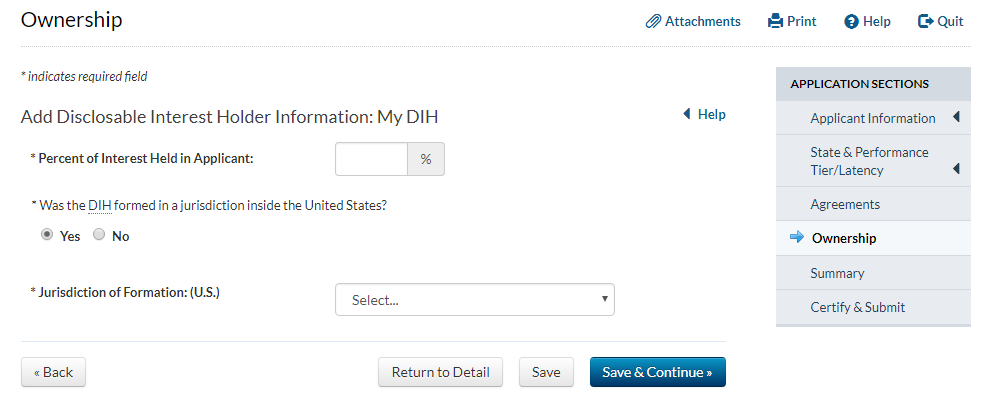 Ownership
Attachments Print Help Quit
* indicates required field
Add Disclosable Interest Holder Information: My DIH
Help
* Percent of Interest Held in Applicant:
%
* Was the DIH formed in a jurisdiction inside the United States?
Yes No
* Jurisdiction of Formation: (U.S.)
Select...
« Back
Return to Detail
Save
Save & Continue »
APPLICATION SECTIONS
Applicant Information
State & Performance
Tier/Latency
Agreements
Ownership
Summary
Certify & Submit